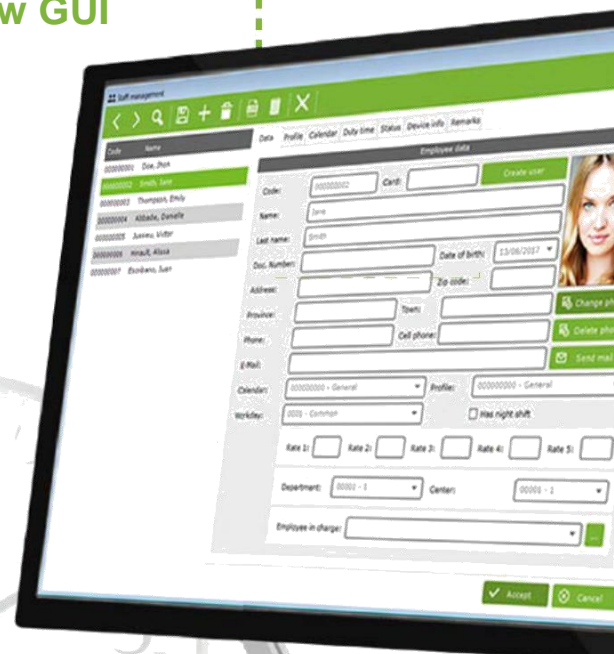 w GUI
Staff management
Code Name
000000001 Doe, Jhon
000000002 Smith, Jane
000000003 Thompson, Emily
000000004 Abbade, Danielle
000000005 Jussieu, Victor
000000006 Hinault, Alissa
000000007 Escribano, Juan
Data Profile Calendar Duty time Status Device info Remarks
Employee data
Code: 000000002 Card: Create user
Name: Jane
Last name: Smith
Doc. Number: Date of birth: 13/06/2017
Address: Zip code:
Province: Town: Change ph
Phone: Cell phone: Delete pho
E-Mail: Send mail
Calendar: 000000000 - General Profile: 000000000 - General
Workday: 0001 - Common Has night shift
Rate 1: Rate 2: Rate 3: Rate 4: Rate 5:
Department: 00001 - 1 Center: 00001 - 1
Employee in charge: ...
Accept Cancel